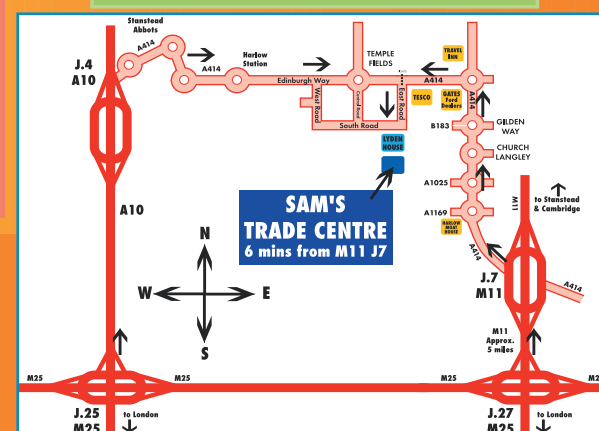 Stanstead
Abbots
A414
J.4
A10
A414
Harlow
Station
TEMPLE
FIELDS
TRAVEL
INN
Edinburgh Way
A414
West Road
Central Road
East Road
TESCO
GATES
Ford
Dealers
A414
South Road
B183
GILDEN
WAY
LYDEN
HOUSE
CHURCH
LANGLEY
A1025
A10
SAM'S
TRADE CENTRE
6 mins from M11 J7
A1169
HARLOW
MOAT
HOUSE
M11
to Stanstead
& Cambridge
N
W
E
S
A414
J.7
M11
A414
M11
Approx.
5 miles
M25
M25
M25
M2
J.25
M25
to London
J.27
M25
to London